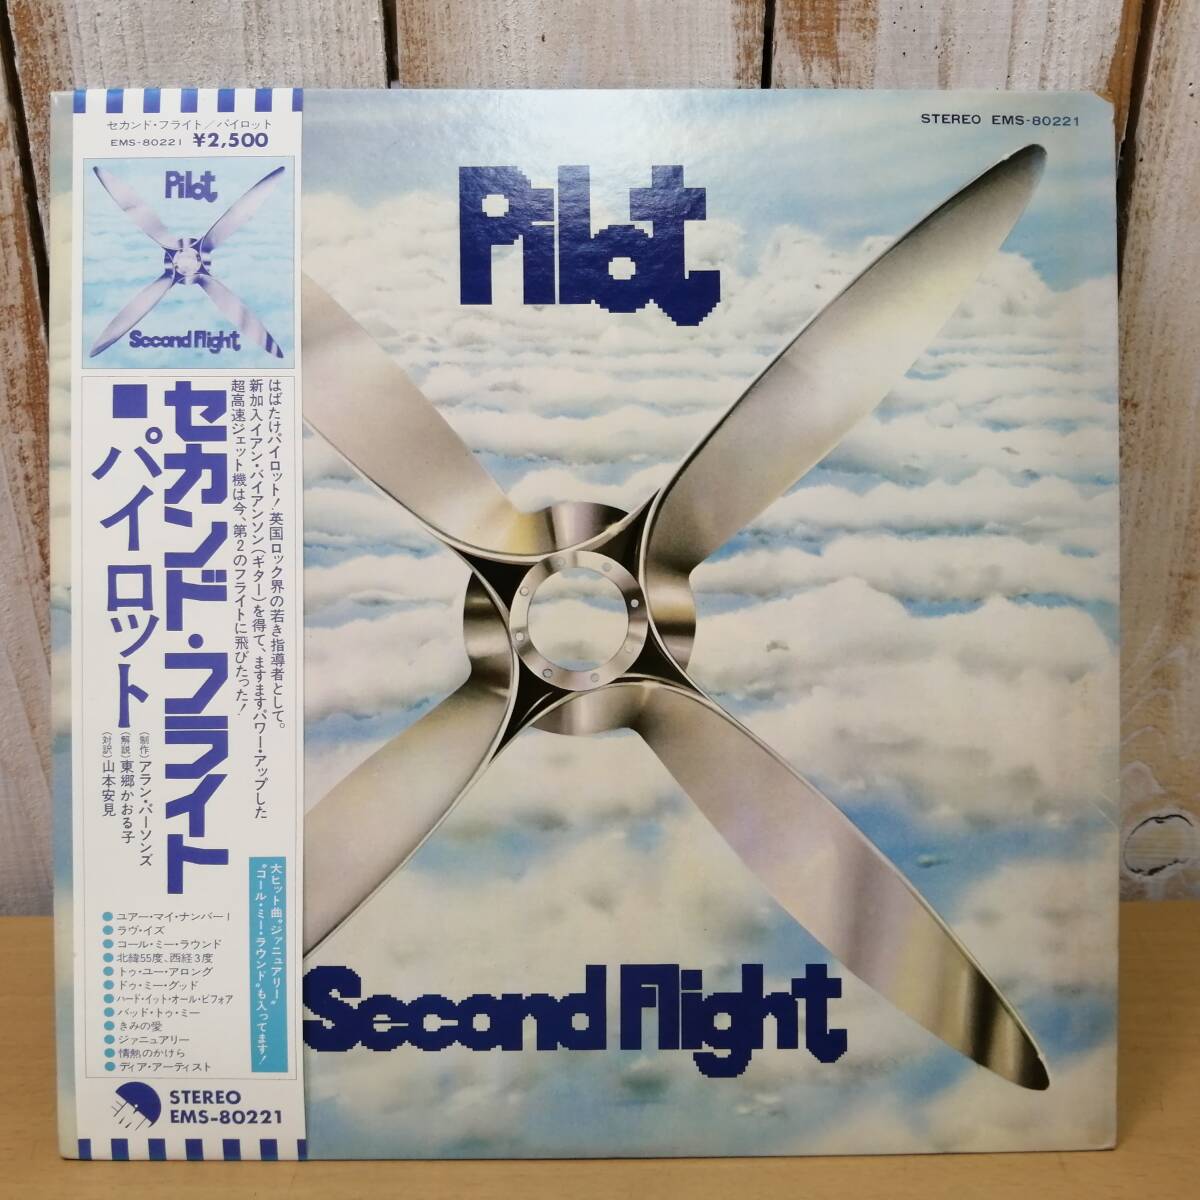 セカンド・フライト／パイロット
EMS-80221 ¥2,500
Pilot
Second Flight
セカンド・フライト
■パイロット
はばたけパイロット!英国ロック界の若き指導者として。
新加入イアン・バイアンソン(ギター)を得て、ますますパワー・アップした
超高速ジェット機は今、第2のフライトに飛びたった!
(制作)アラン・パーソンズ
(解説)東郷かおる子
(対訳)山本安見
大ヒット曲“ジャニュアリー”
“コール・ミー・ラウンド”も入ってます!
●ユアー・マイ・ナンバー1
●ラヴ・イズ
●コール・ミー・ラウンド
●北緯55度、西経3度
●トゥ・ユー・アロング
●ドゥ・ミー・グッド
●ハード・イット・オール・ビフォア
●バッド・トゥ・ミー
●きみの愛
●ジャニュアリー
●情熱のかけら
●ディア・アーティスト
STEREO
EMS-80221
STEREO EMS-80221
Pilot
Second Flight